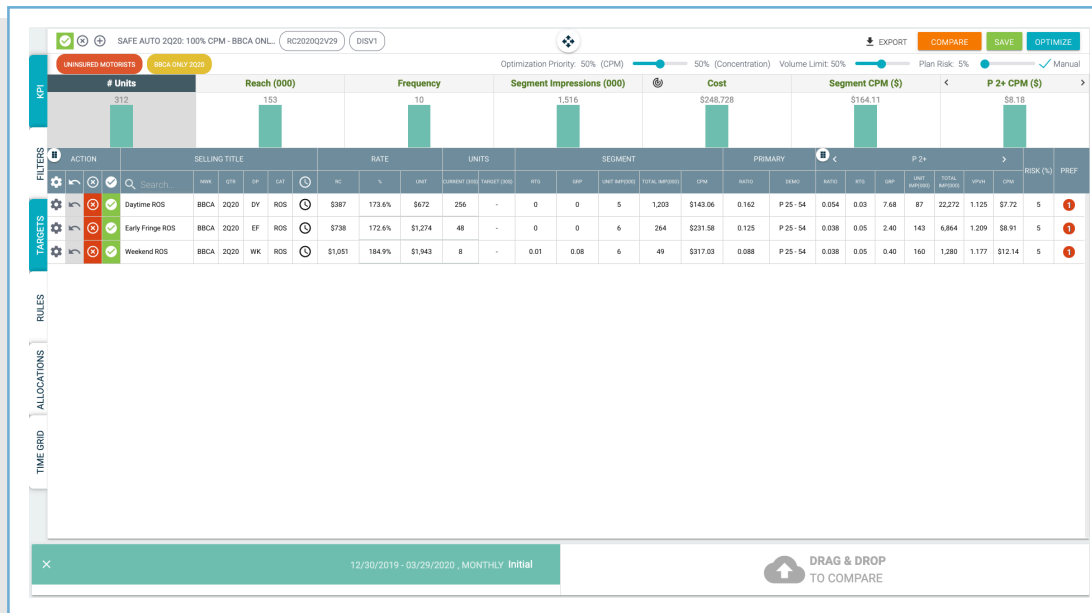 SAFE AUTO 2Q20: 100% CPM - BBCA ONL... RC2020Q2V29 DISV1 EXPORT COMPARE SAVE OPTIMIZE
UNINSURED MOTORISTS BBCA ONLY 2Q20 Optimization Priority: 50% (CPM) 50% (Concentration) Volume Limit: 50% Plan Risk: 5% Manual
KPI
FILTERS
TARGETS
RULES
ALLOCATIONS
TIME GRID
# Units Reach (000) Frequency Segment Impressions (000) Cost Segment CPM ($) P 2+ CPM ($)
312 153 10 1,516 $248,728 $164.11 $8.18
ACTION SELLING TITLE RATE UNITS SEGMENT PRIMARY P 2+ RISK (%) PREF
Search... NWR QTR DP CAT RC % UNIT CURRENT (30S) TARGET (30S) RTG GRP UNIT IMP(000) TOTAL IMP(000) CPM RATIO DEMO RATIO RTG GRP UNIT IMP(000) TOTAL IMP(000) VPVH CPM
Daytime ROS BBCA 2Q20 DY ROS $387 173.6% $672 256 - 0 0 5 1,203 $143.06 0.162 P 25 - 54 0.054 0.03 7.68 87 22,272 1.125 $7.72 5 1
Early Fringe ROS BBCA 2Q20 EF ROS $738 172.6% $1,274 48 - 0 0 6 264 $231.58 0.125 P 25 - 54 0.038 0.05 2.40 143 6,864 1.209 $8.91 5 1
Weekend ROS BBCA 2Q20 WK ROS $1,051 184.9% $1,943 8 - 0.01 0.08 6 49 $317.03 0.088 P 25 - 54 0.038 0.05 0.40 160 1,280 1.177 $12.14 5 1
12/30/2019 - 03/29/2020 , MONTHLY Initial
DRAG & DROP
TO COMPARE